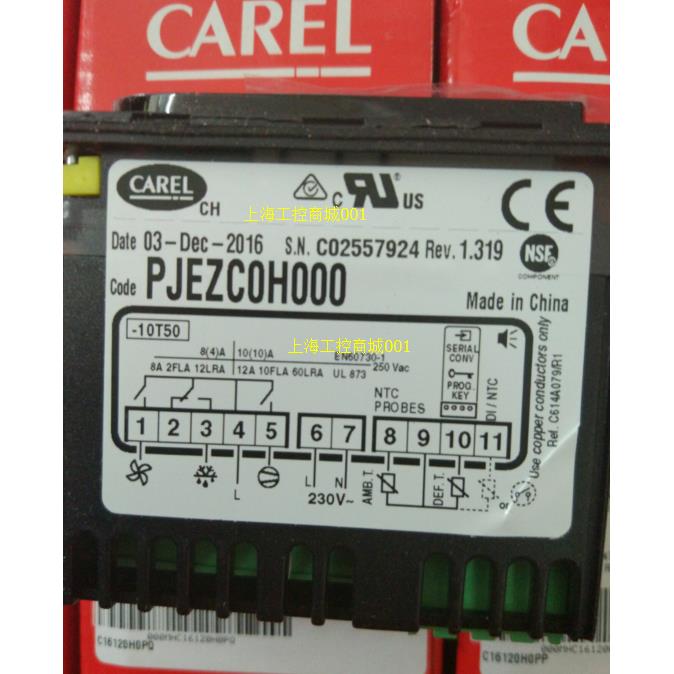 CAREL
CAREL
CAREL
CH
C
US
上海工控商城001
CE
Date 03-Dec-2016 S.N. C02557924 Rev. 1.319
NSF
COMPONENT
Code PJEZC0H000
Made in China
-10T50
8(4)A
10(10)A
上海工控商城001
EN60730-1
8A 2FLA 12LRA
12A 10FLA 60LRA
UL 873
250 Vac
SERIAL
CONV
PROG.
KEY
NTC
PROBES
DI / NTC
Use copper conductors only
Rel. C614A079/R1
1 2 3 4 5 6 7 8 9 10 11
L
L N
230V~
AMB.T.
DEF.T.
or
C16120H0PQ
000MHC16120H0PQ
C16120H0PP